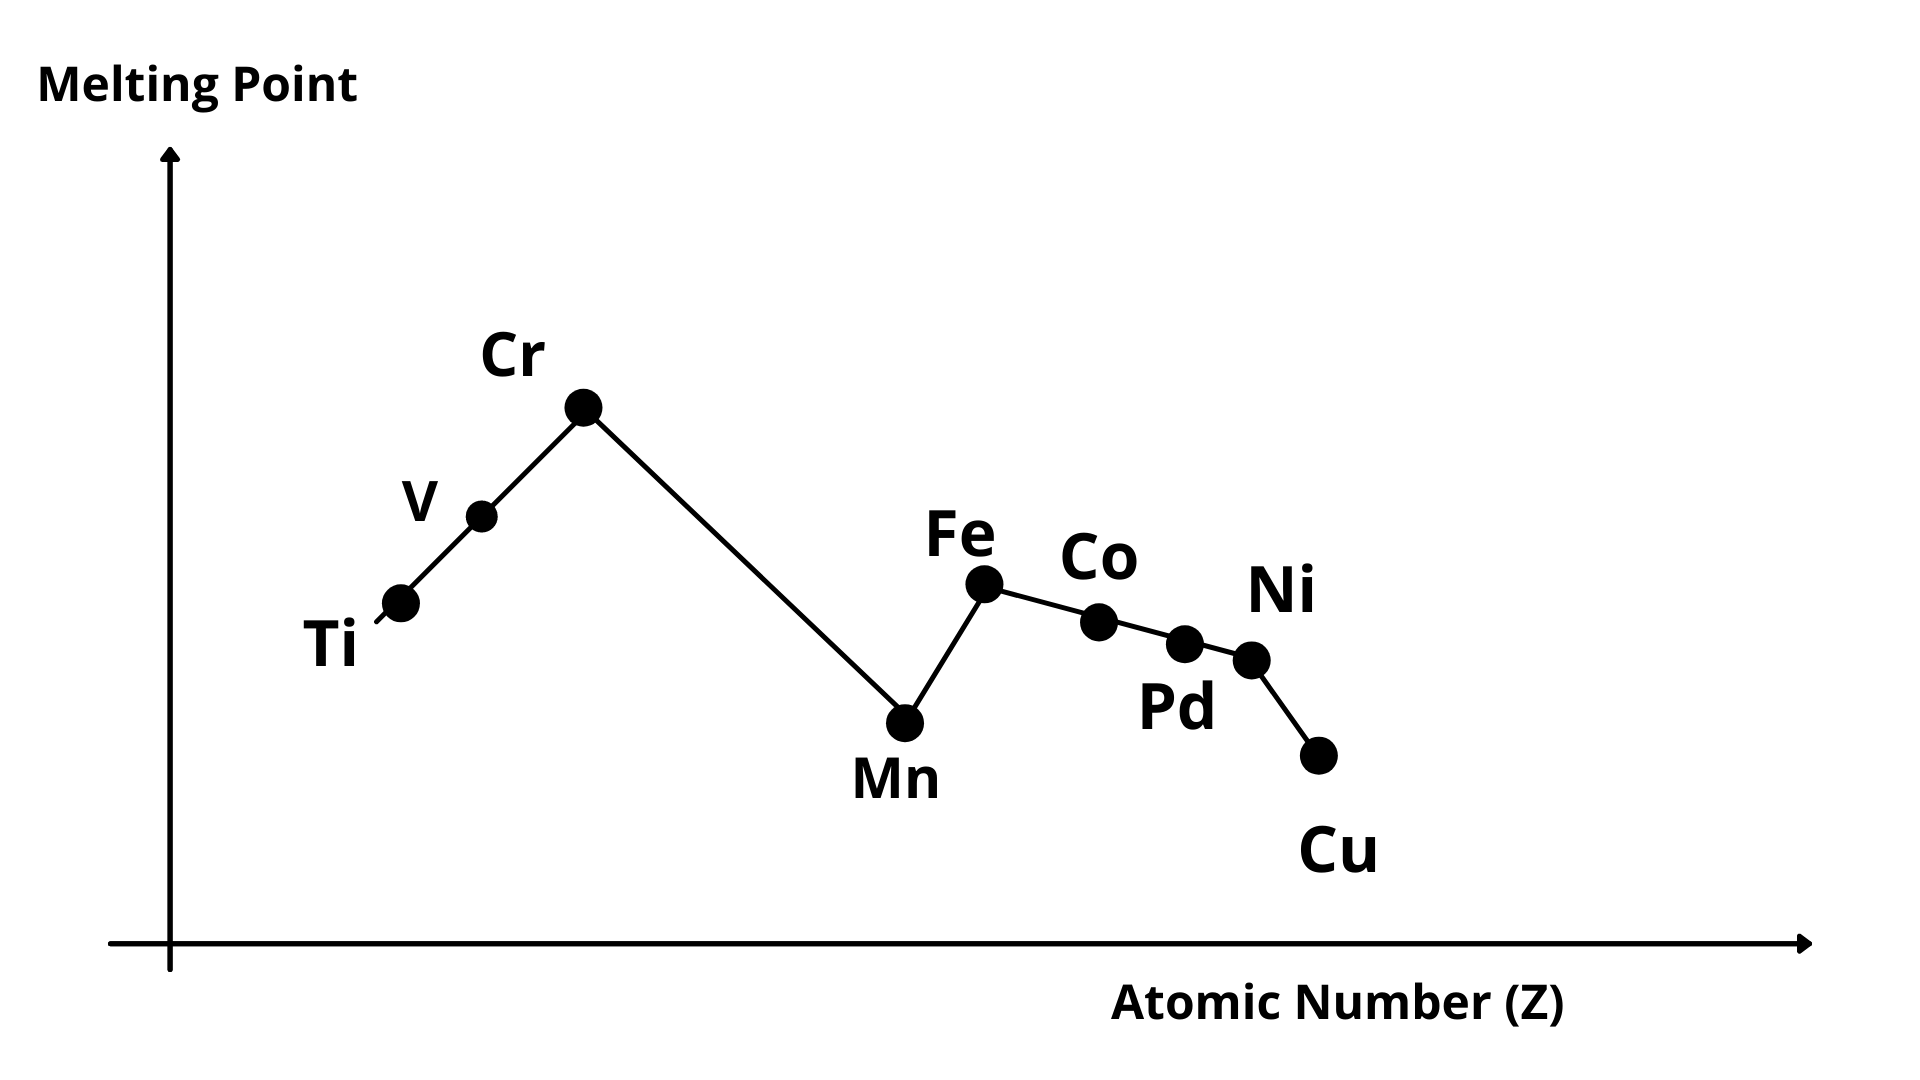 Melting Point
Cr
V
Ti
Mn
Fe
Co
Pd
Ni
Cu
Atomic Number (Z)